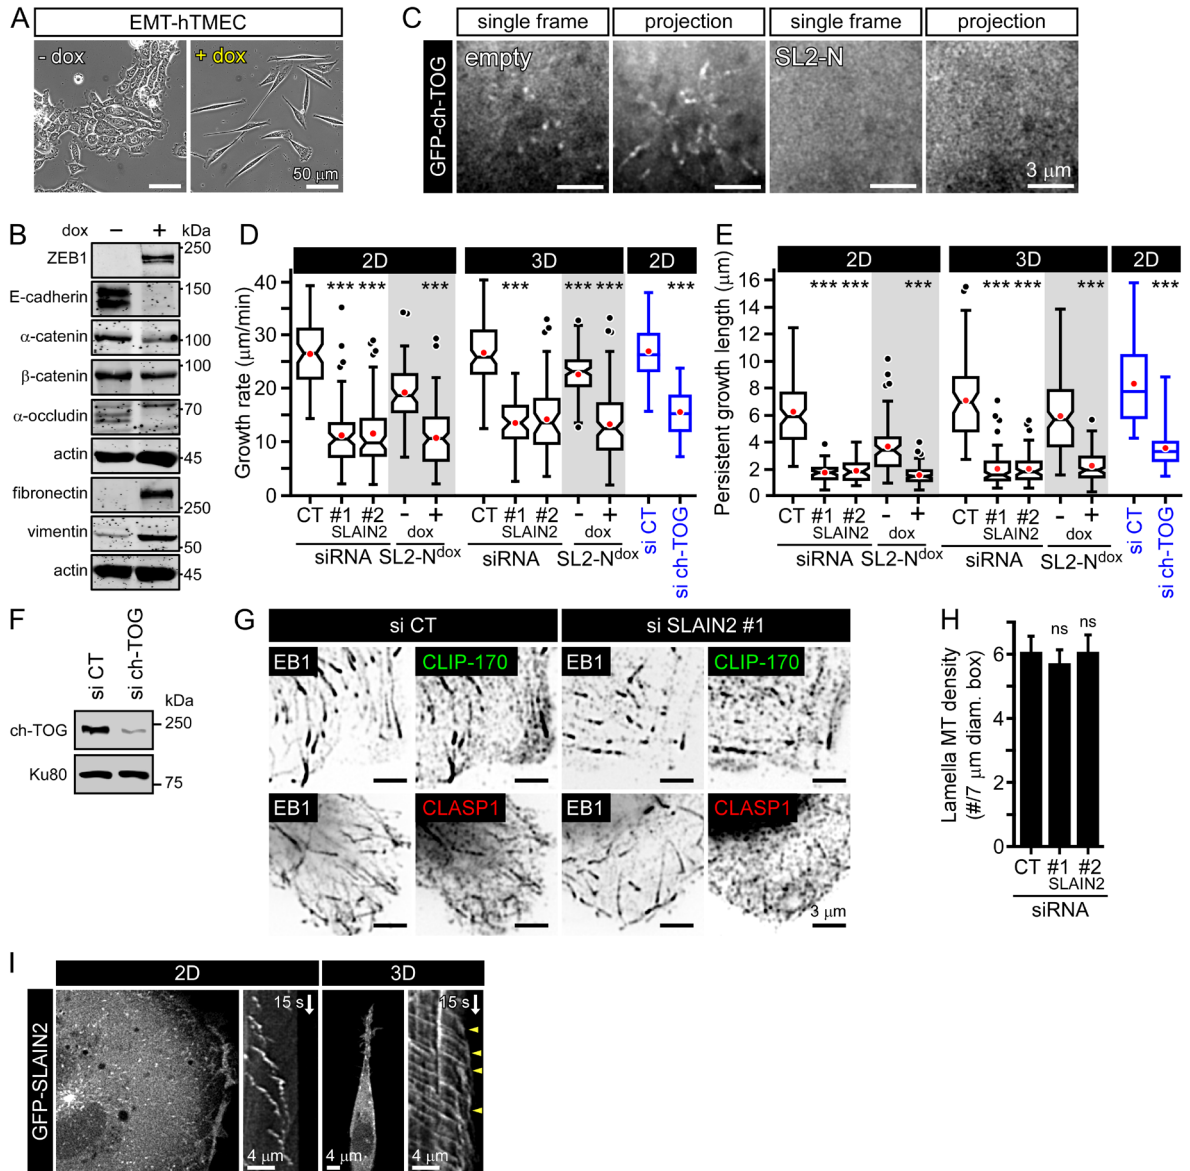 A
EMT-hTMEC
- dox
+ dox
50 μm
C
single frame
projection
single frame
projection
GFP-ch-TOG
empty
SL2-N
3 μm
B
dox
−
+
kDa
ZEB1
250
E-cadherin
150
α-catenin
100
β-catenin
100
α-occludin
70
actin
45
fibronectin
250
vimentin
50
actin
45
D
2D
3D
2D
Growth rate (μm/min)
40
30
20
10
0
***
***
***
***
***
***
***
CT
#1
#2
-
+
CT
#1
#2
-
+
si CT
si ch-TOG
SLAIN2
dox
SLAIN2
dox
siRNA
SL2-Ndox
siRNA
SL2-Ndox
E
2D
3D
2D
Persistent growth length (μm)
16
14
12
10
8
6
4
2
0
***
***
***
***
***
***
***
CT
#1
#2
-
+
CT
#1
#2
-
+
si CT
si ch-TOG
SLAIN2
dox
SLAIN2
dox
siRNA
SL2-Ndox
siRNA
SL2-Ndox
F
si CT
si ch-TOG
kDa
ch-TOG
250
Ku80
75
G
si CT
si SLAIN2 #1
EB1
CLIP-170
EB1
CLIP-170
EB1
CLASP1
EB1
CLASP1
3 μm
H
Lamella MT density
(#/7 μm diam. box)
6
4
2
0
ns
ns
CT
#1
#2
SLAIN2
siRNA
I
2D
3D
GFP-SLAIN2
15 s
15 s
4 μm
4 μm
4 μm